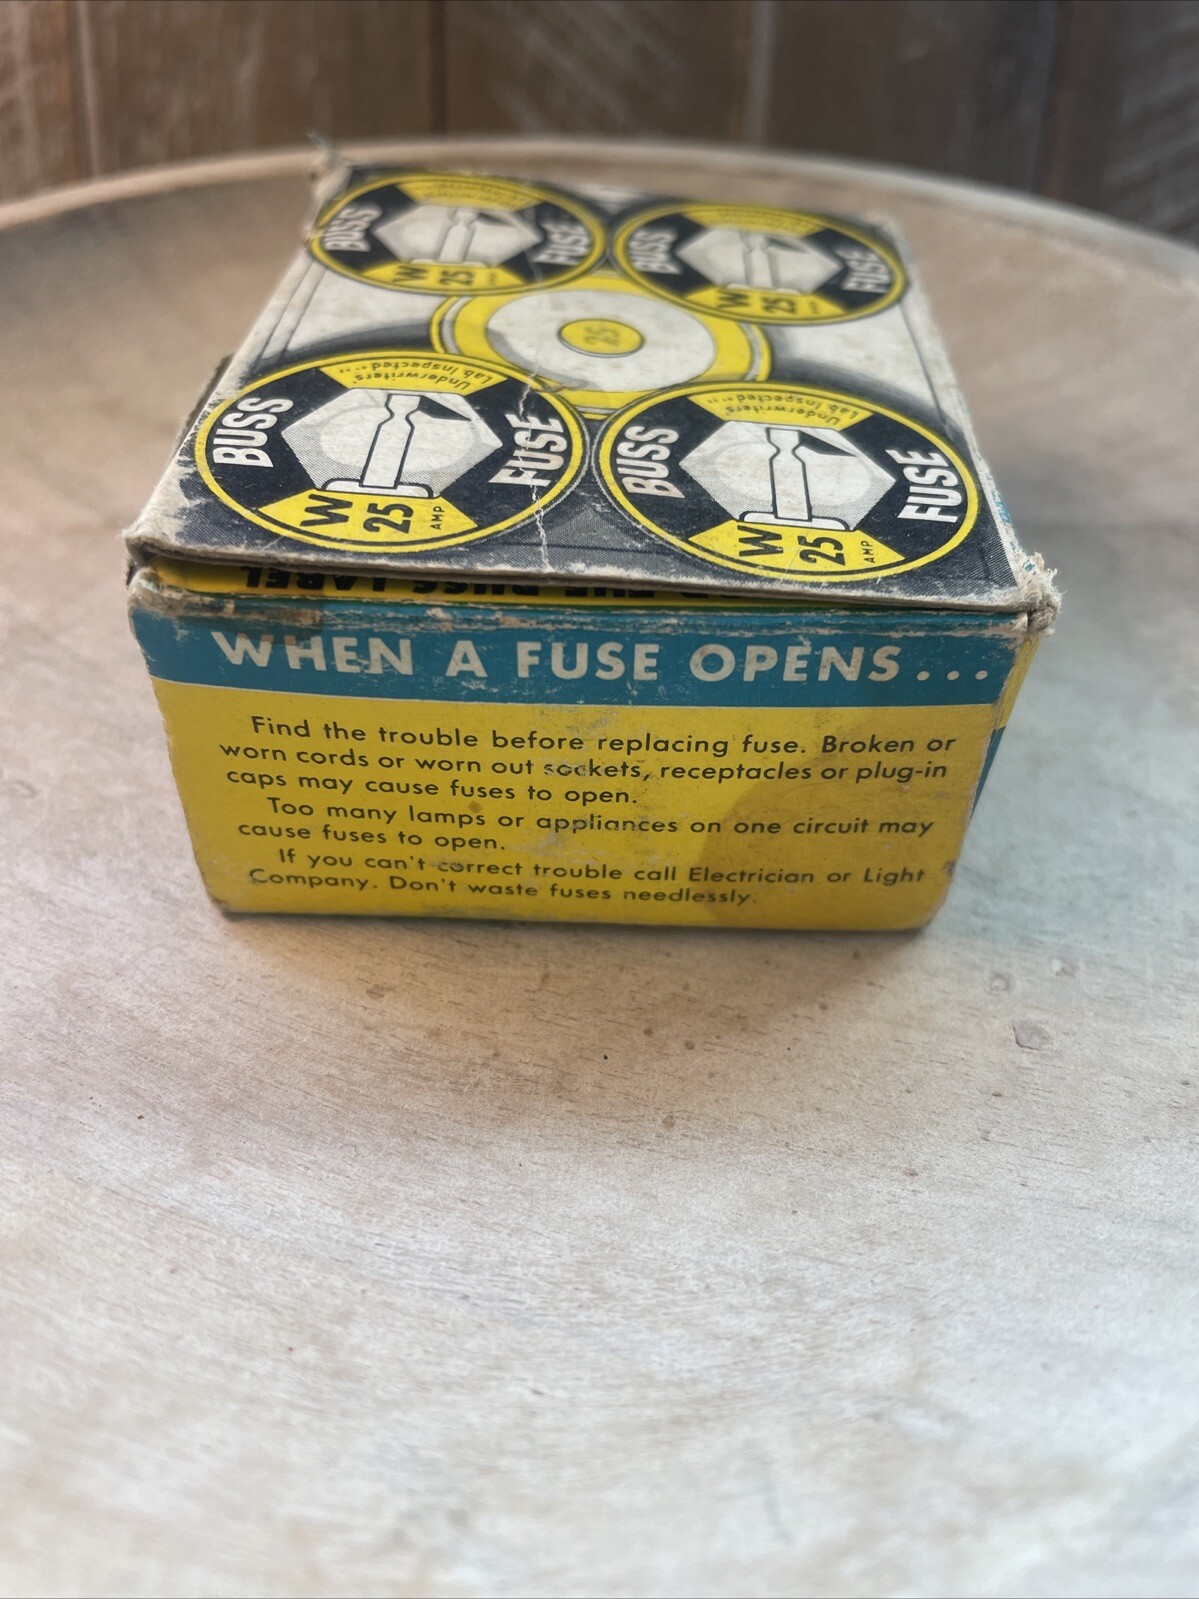 BUSS FUSE
W 25
BUSS FUSE
W 25
25
Underwriters'
Lab Inspected
BUSS FUSE
W 25 AMP
Underwriters'
Lab Inspected
BUSS FUSE
W 25 AMP
THE BUSS LABEL
WHEN A FUSE OPENS...
Find the trouble before replacing fuse. Broken or
worn cords or worn out sockets, receptacles or plug-in
caps may cause fuses to open.
Too many lamps or appliances on one circuit may
cause fuses to open.
If you can't correct trouble call Electrician or Light
Company. Don't waste fuses needlessly.